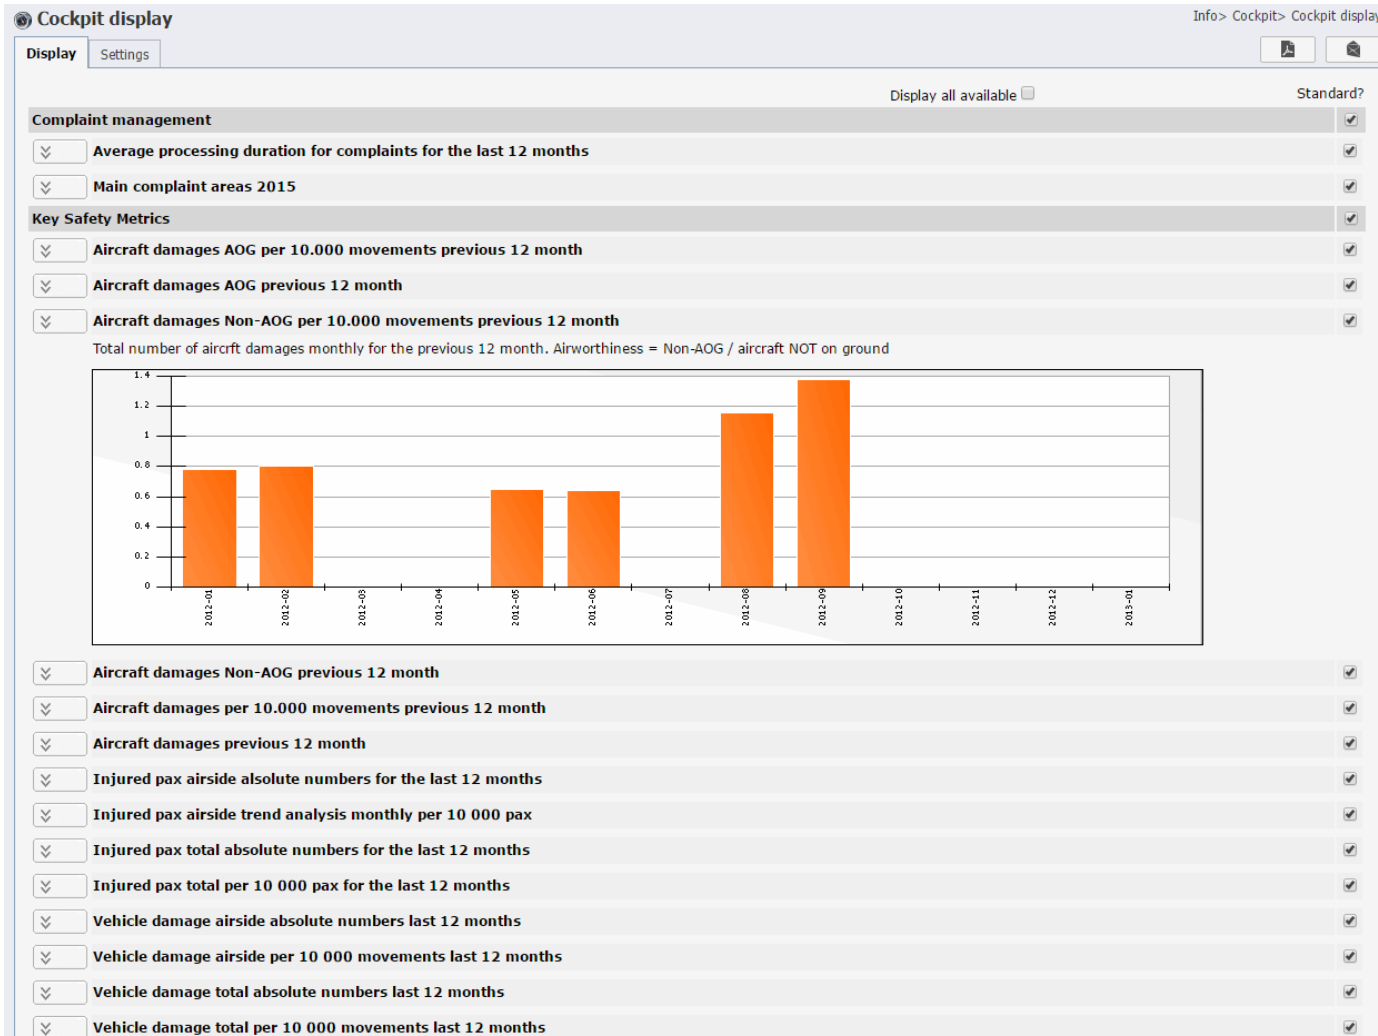 Cockpit display
Info> Cockpit> Cockpit display
Display
Settings
Display all available
Standard?
Complaint management
Average processing duration for complaints for the last 12 months
Main complaint areas 2015
Key Safety Metrics
Aircraft damages AOG per 10.000 movements previous 12 month
Aircraft damages AOG previous 12 month
Aircraft damages Non-AOG per 10.000 movements previous 12 month
Total number of aircrft damages monthly for the previous 12 month. Airworthiness = Non-AOG / aircraft NOT on ground
1.4
1.2
1
0.8
0.6
0.4
0.2
0
2012-01
2012-02
2012-03
2012-04
2012-05
2012-06
2012-07
2012-08
2012-09
2012-10
2012-11
2012-12
2013-01
Aircraft damages Non-AOG previous 12 month
Aircraft damages per 10.000 movements previous 12 month
Aircraft damages previous 12 month
Injured pax airside alsolute numbers for the last 12 months
Injured pax airside trend analysis monthly per 10 000 pax
Injured pax total absolute numbers for the last 12 months
Injured pax total per 10 000 pax for the last 12 months
Vehicle damage airside absolute numbers last 12 months
Vehicle damage airside per 10 000 movements last 12 months
Vehicle damage total absolute numbers last 12 months
Vehicle damage total per 10 000 movements last 12 months